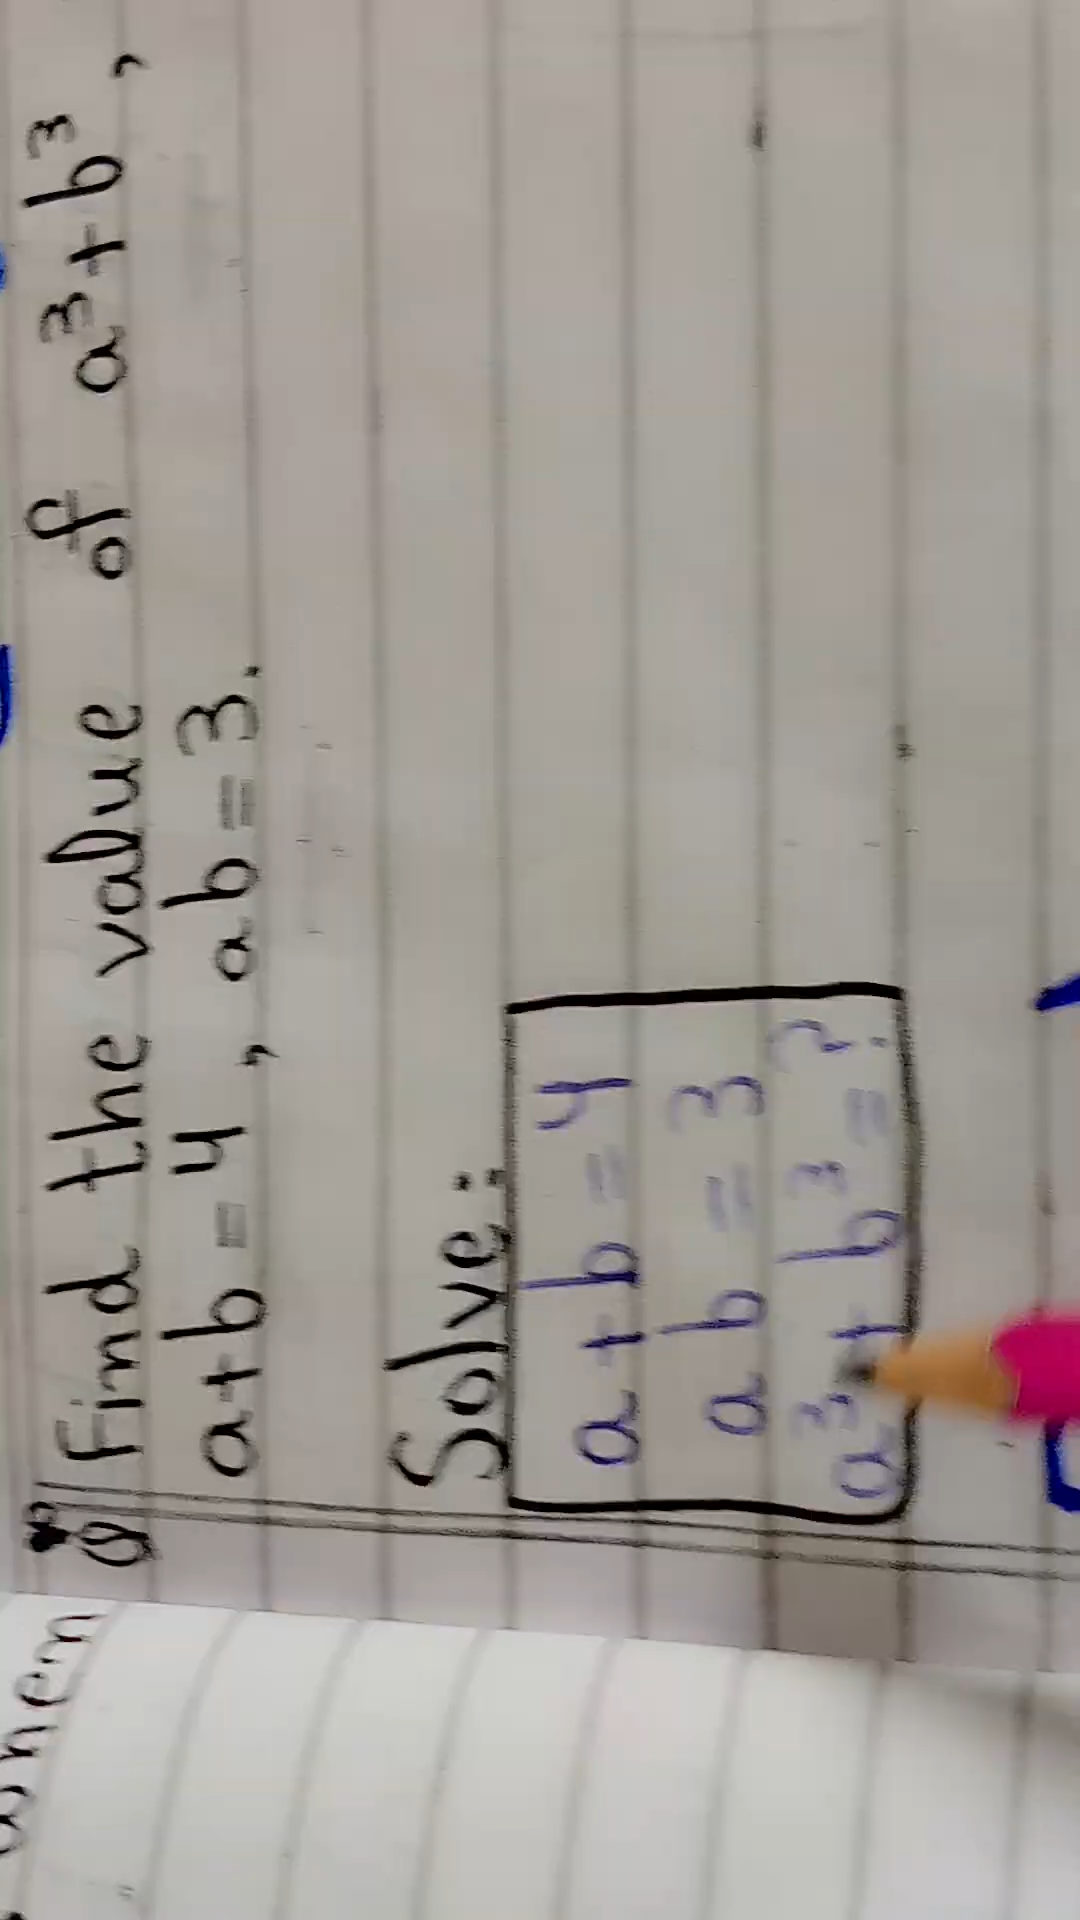 Q/ Find the value of a³+b³,
a+b=4, ab=3.
Solve:
a+b=4
ab=3
a³+b³=?